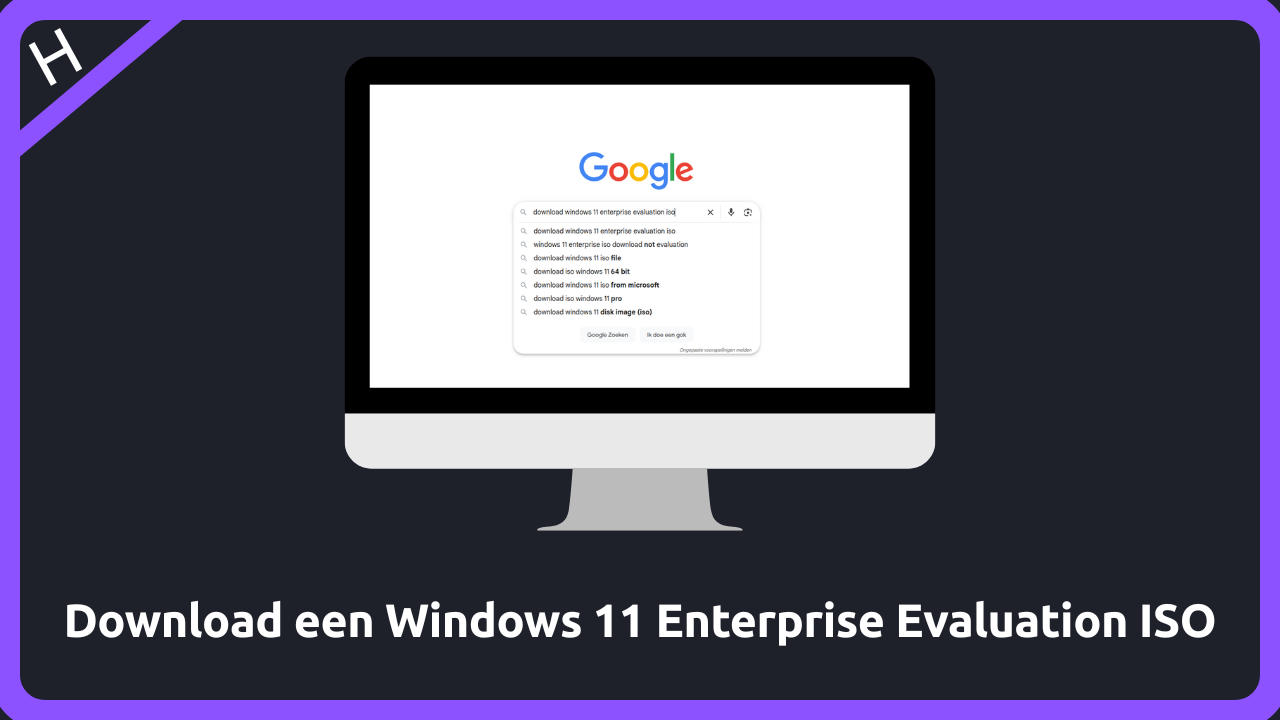 H
Google
download windows 11 enterprise evaluation iso
download windows 11 enterprise evaluation iso
windows 11 enterprise iso download not evaluation
download windows 11 iso file
download iso windows 11 64 bit
download windows 11 iso from microsoft
download iso windows 11 pro
download windows 11 disk image (iso)
Google Zoeken Ik doe een gok
Ongepaste voorspellingen melden
Download een Windows 11 Enterprise Evaluation ISO